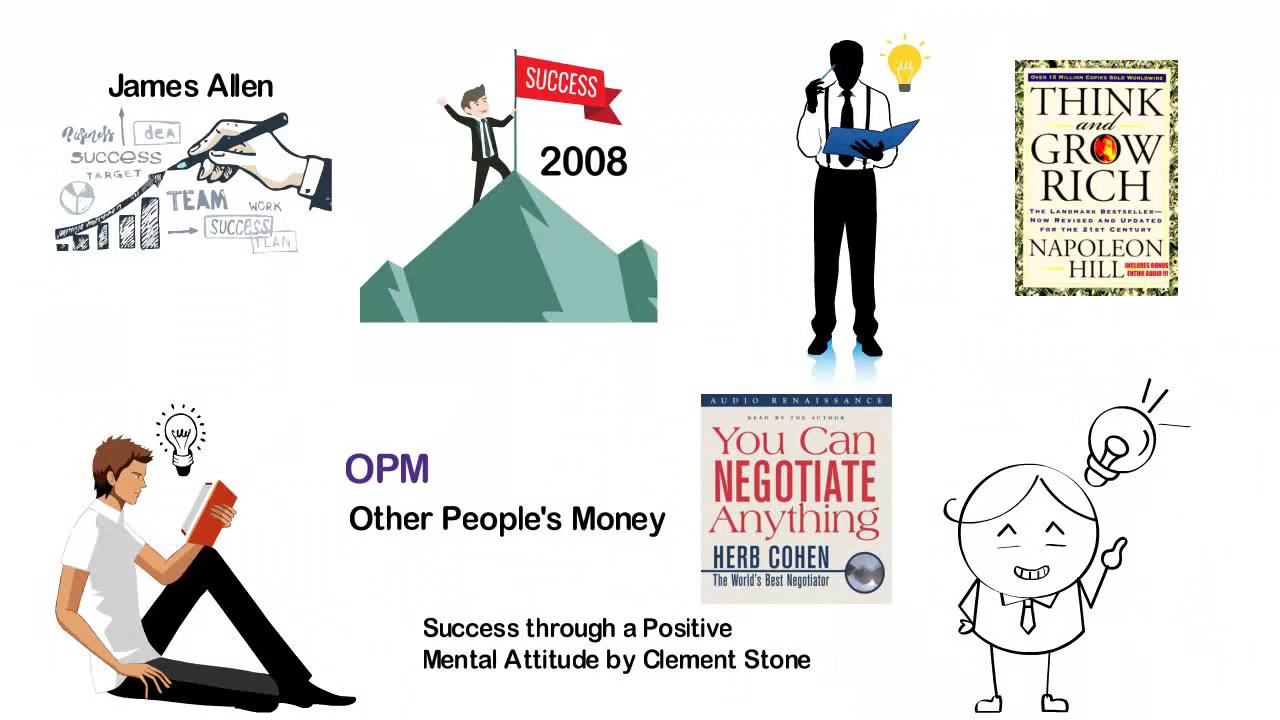 James Allen
Business
IDEA
SUCCESS
TARGET
TEAM
WORK
SUCCESS
PLAN
SUCCESS
2008
OVER 15 MILLION COPIES SOLD WORLDWIDE
THINK
and
GROW
RICH
THE LANDMARK BESTSELLER—
NOW REVISED AND UPDATED
FOR THE 21ST CENTURY
NAPOLEON
HILL
INCLUDES BONUS
ENTIRE AUDIO !!!
OPM
Other People's Money
AUDIO RENAISSANCE
READ BY THE AUTHOR
You Can
NEGOTIATE
Anything
HERB COHEN
The World's Best Negotiator
Success through a Positive
Mental Attitude by Clement Stone